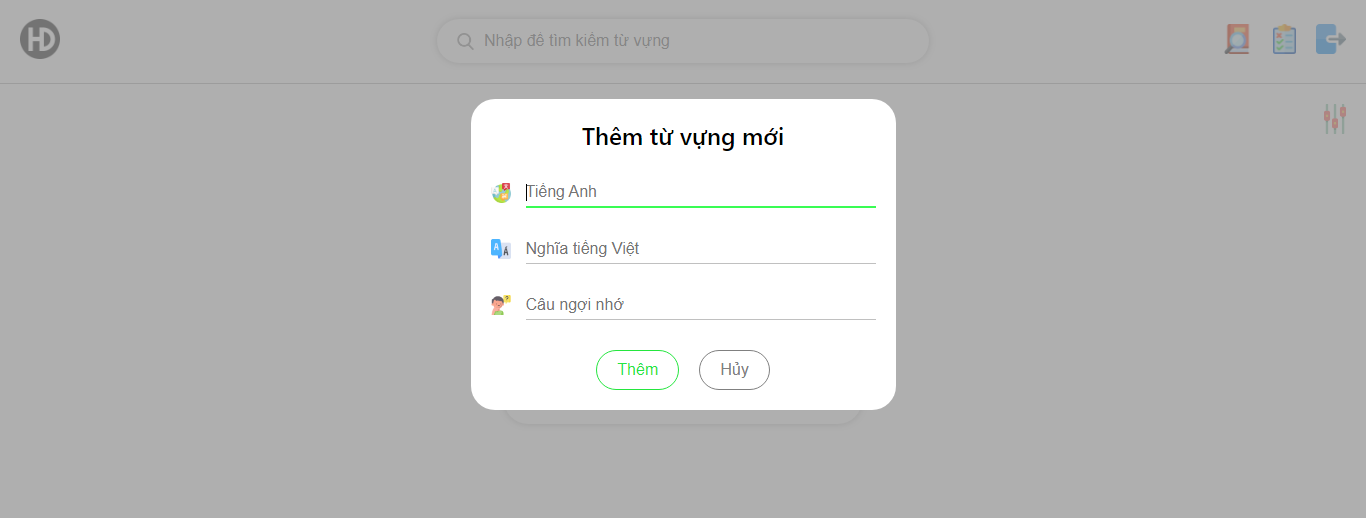 HD
Nhập để tìm kiếm từ vựng
Thêm từ vựng mới
Tiếng Anh
Nghĩa tiếng Việt
Câu ngợi nhớ
Thêm
Hủy